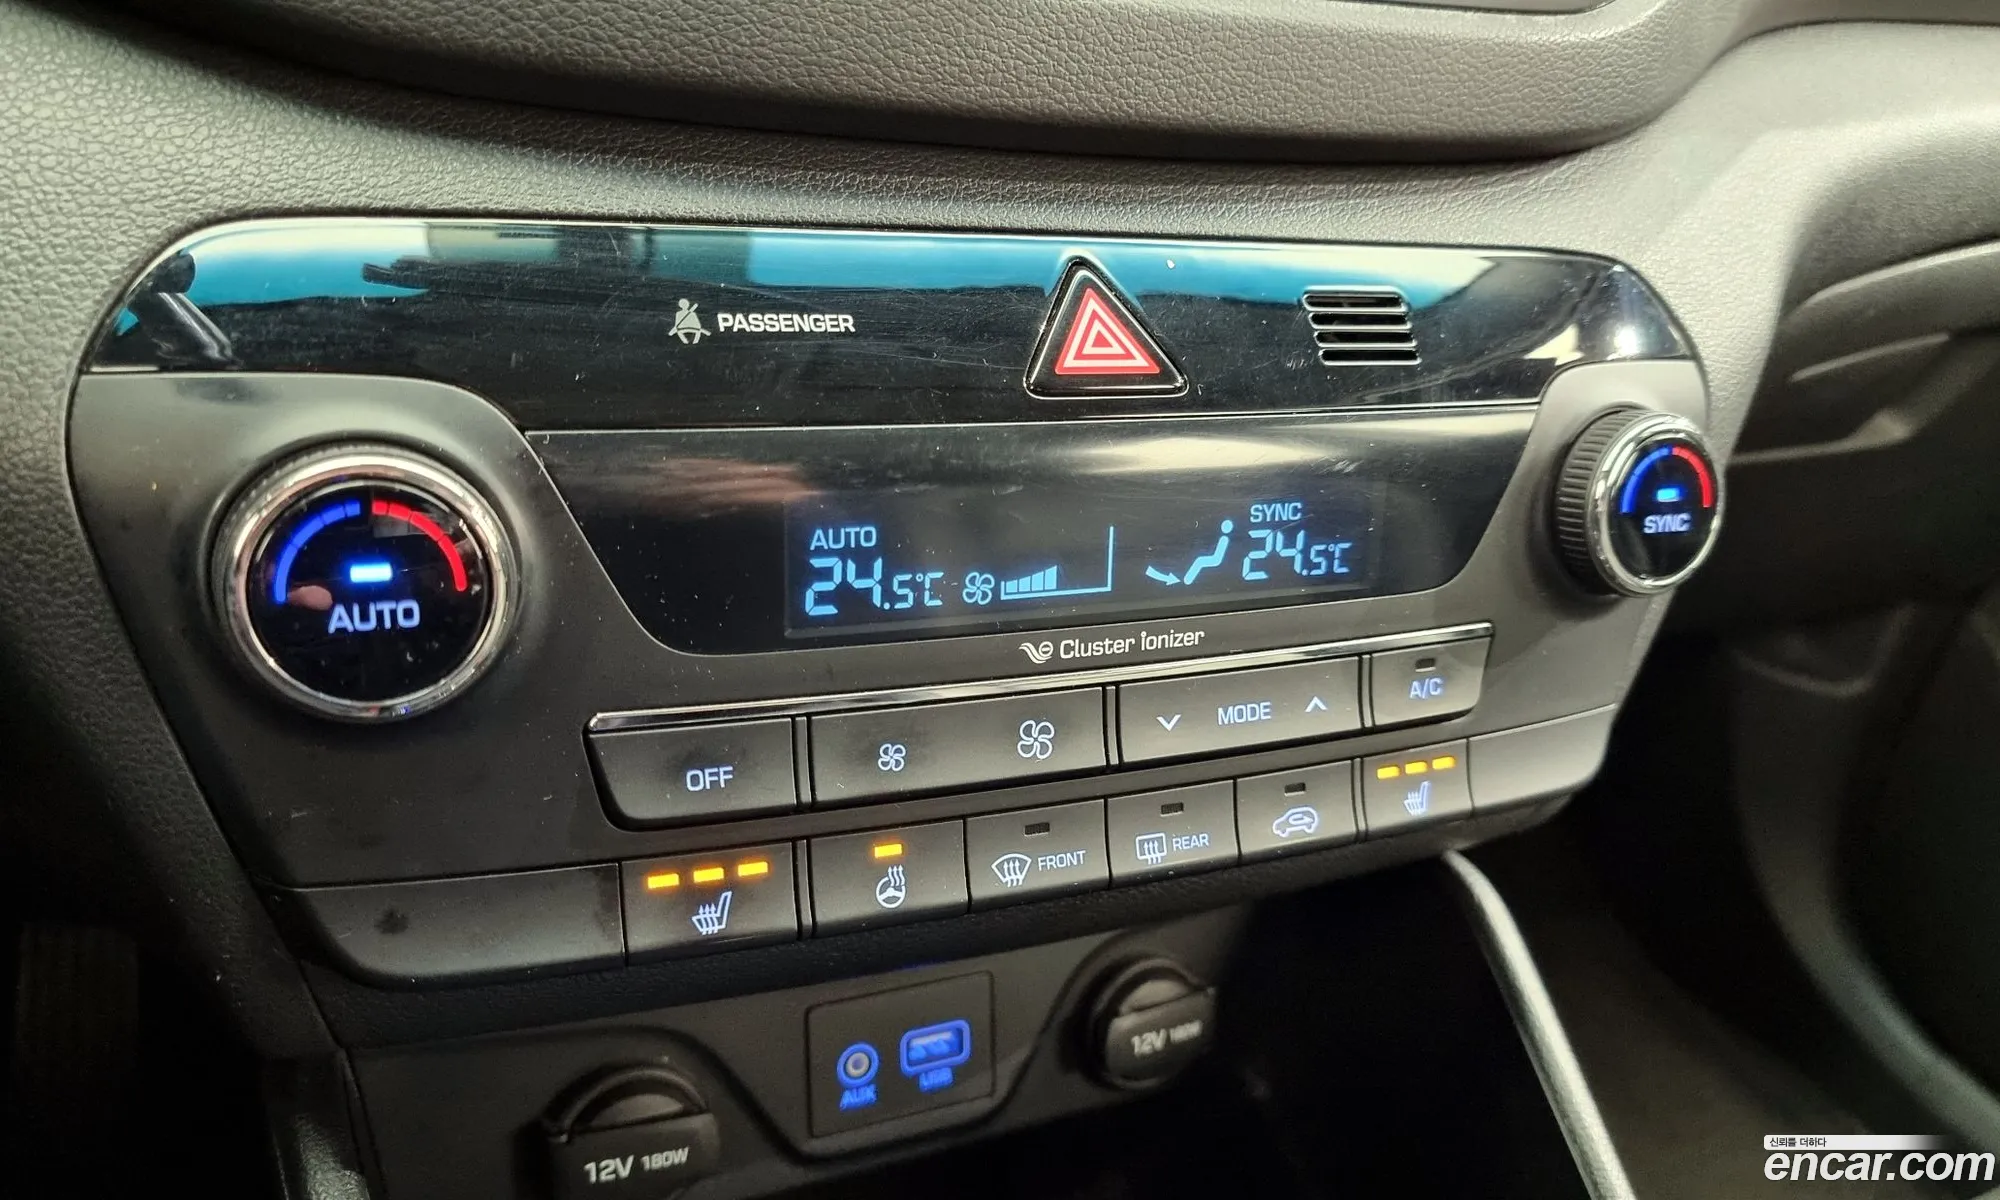 PASSENGER
AUTO
AUTO
24.5℃
SYNC
24.5℃
SYNC
Cluster ionizer
OFF
MODE
A/C
FRONT
REAR
AUX
USB
12V 180W
12V 180W
신뢰를 더하다
encar.com